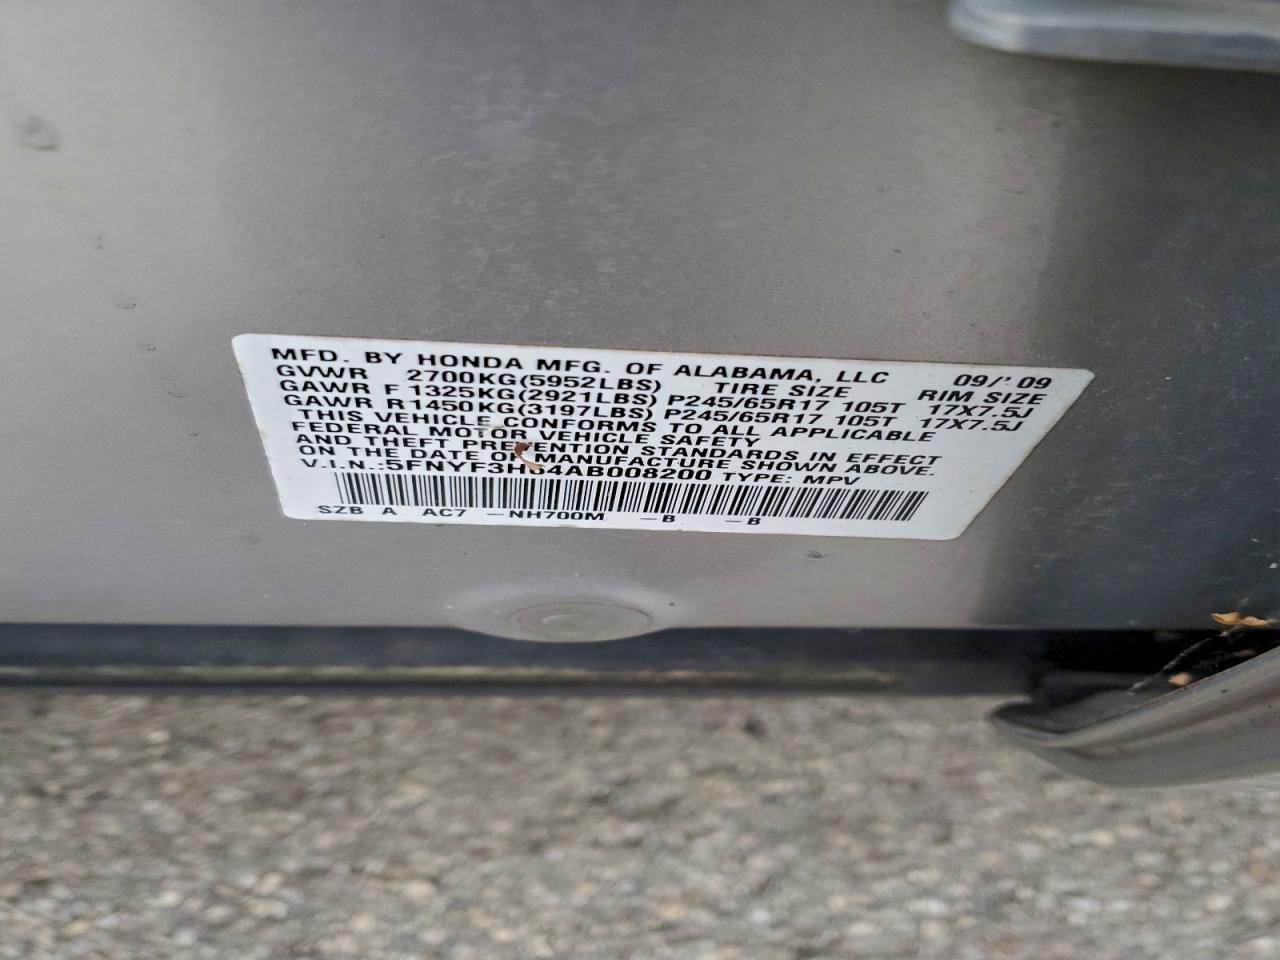 MFD. BY HONDA MFG. OF ALABAMA, LLC 09/'09
GVWR 2700KG(5952LBS) TIRE SIZE RIM SIZE
GAWR F 1325KG(2921LBS) P245/65R17 105T 17X7.5J
GAWR R1450KG(3197LBS) P245/65R17 105T 17X7.5J
THIS VEHICLE CONFORMS TO ALL APPLICABLE
FEDERAL MOTOR VEHICLE SAFETY
AND THEFT PREVENTION STANDARDS IN EFFECT
ON THE DATE OF MANUFACTURE SHOWN ABOVE.
V.I.N.: TYPE: MPV
SZB A AC7 -NH700M -B -B